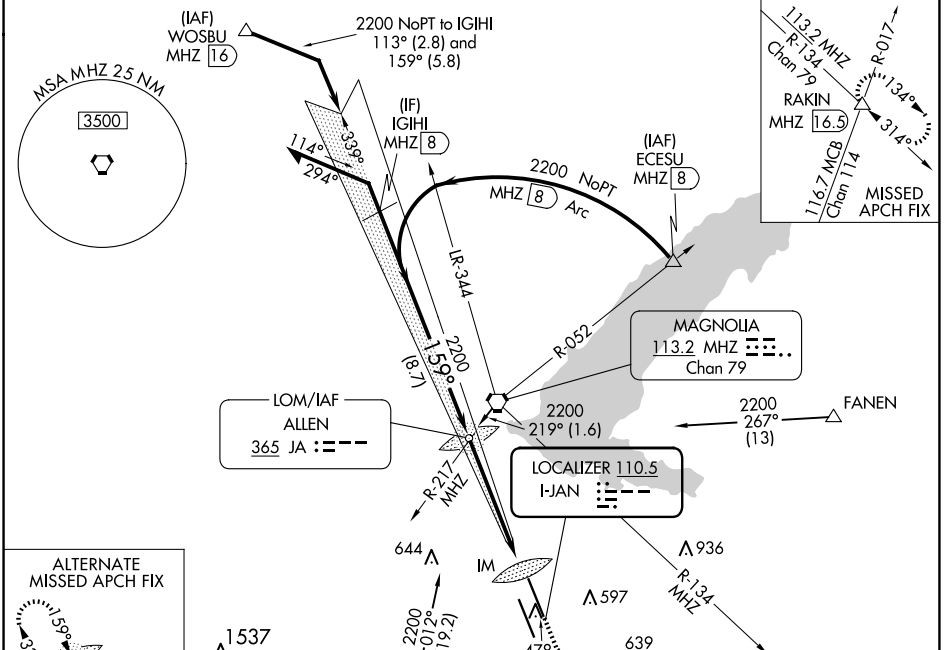 (IAF)
WOSBU
MHZ 16
2200 NoPT to IGIHI
113° (2.8) and
159° (5.8)
MSA MHZ 25 NM
3500
(IF)
IGIHI
MHZ 8
339°
114°
294°
(IAF)
ECESU
MHZ 8
2200 NoPT
MHZ 8 Arc
LR-344
113.2 MHZ
R-134
Chan 79
R-017
134°
314°
RAKIN
MHZ 16.5
116.7 MCB
Chan 114
MISSED
APCH FIX
R-052
MAGNOLIA
113.2 MHZ
Chan 79
2200
159°
(8.7)
LOM/IAF
ALLEN
365 JA
2200
219° (1.6)
2200
267°
(13)
FANEN
R-217
MHZ
LOCALIZER 110.5
I-JAN
644
IM
936
597
R-134
MHZ
ALTERNATE
MISSED APCH FIX
159°
1537
2200
012°
19.2)
639